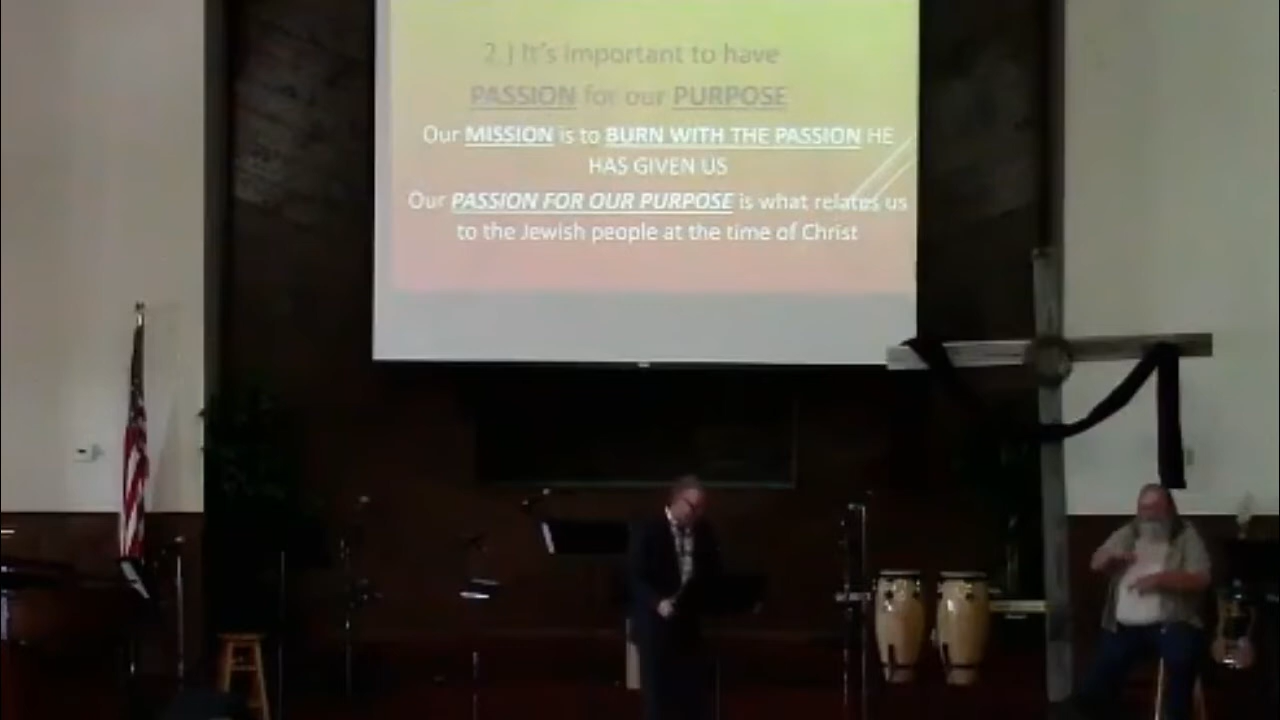 2.) It's important to have
PASSION for our PURPOSE
Our MISSION is to BURN WITH THE PASSION HE
HAS GIVEN US
Our PASSION FOR OUR PURPOSE is what relates us
to the Jewish people at the time of Christ